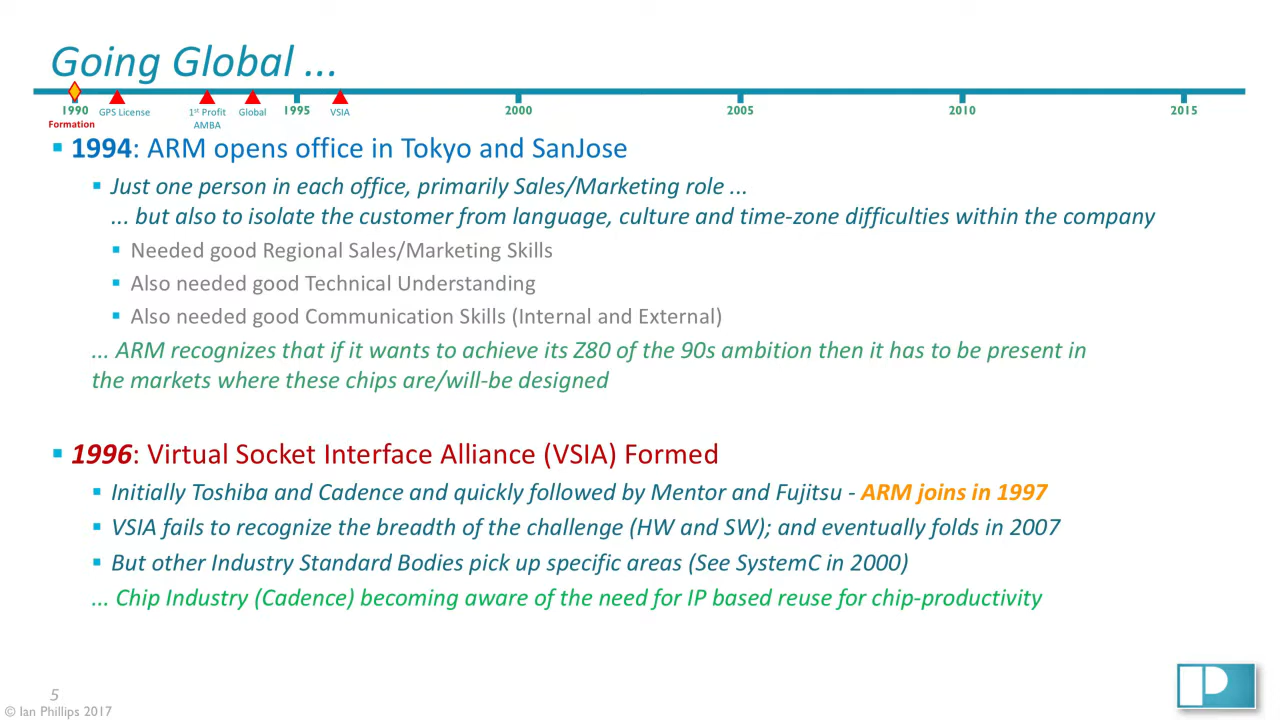 Going Global ...
1990 GPS License 1st Profit Global 1995 VSIA 2000 2005 2010 2015
Formation AMBA
1994: ARM opens office in Tokyo and SanJose
Just one person in each office, primarily Sales/Marketing role ...
... but also to isolate the customer from language, culture and time-zone difficulties within the company
Needed good Regional Sales/Marketing Skills
Also needed good Technical Understanding
Also needed good Communication Skills (Internal and External)
... ARM recognizes that if it wants to achieve its Z80 of the 90s ambition then it has to be present in
the markets where these chips are/will-be designed
1996: Virtual Socket Interface Alliance (VSIA) Formed
Initially Toshiba and Cadence and quickly followed by Mentor and Fujitsu - ARM joins in 1997
VSIA fails to recognize the breadth of the challenge (HW and SW); and eventually folds in 2007
But other Industry Standard Bodies pick up specific areas (See SystemC in 2000)
... Chip Industry (Cadence) becoming aware of the need for IP based reuse for chip-productivity
5
© Ian Phillips 2017